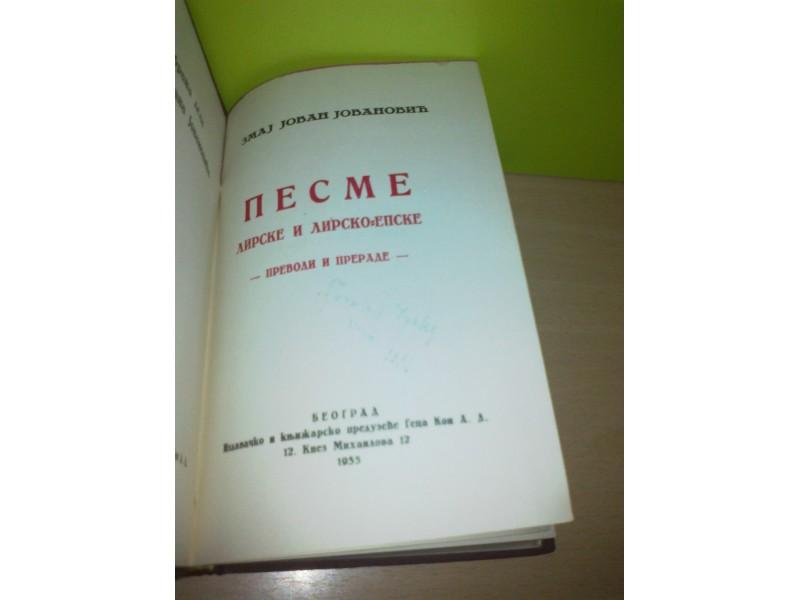 ЗМАЈ ЈОВАН ЈОВАНОВИЋ
ПЕСМЕ
ЛИРСКЕ И ЛИРСКО-ЕПСКЕ
— ПРЕВОДИ И ПРЕРАДЕ —
БЕОГРАД
Издавачко и књижарско предузеће Геца Кон А. Д.
12. Кнез Михаилова 12
1933